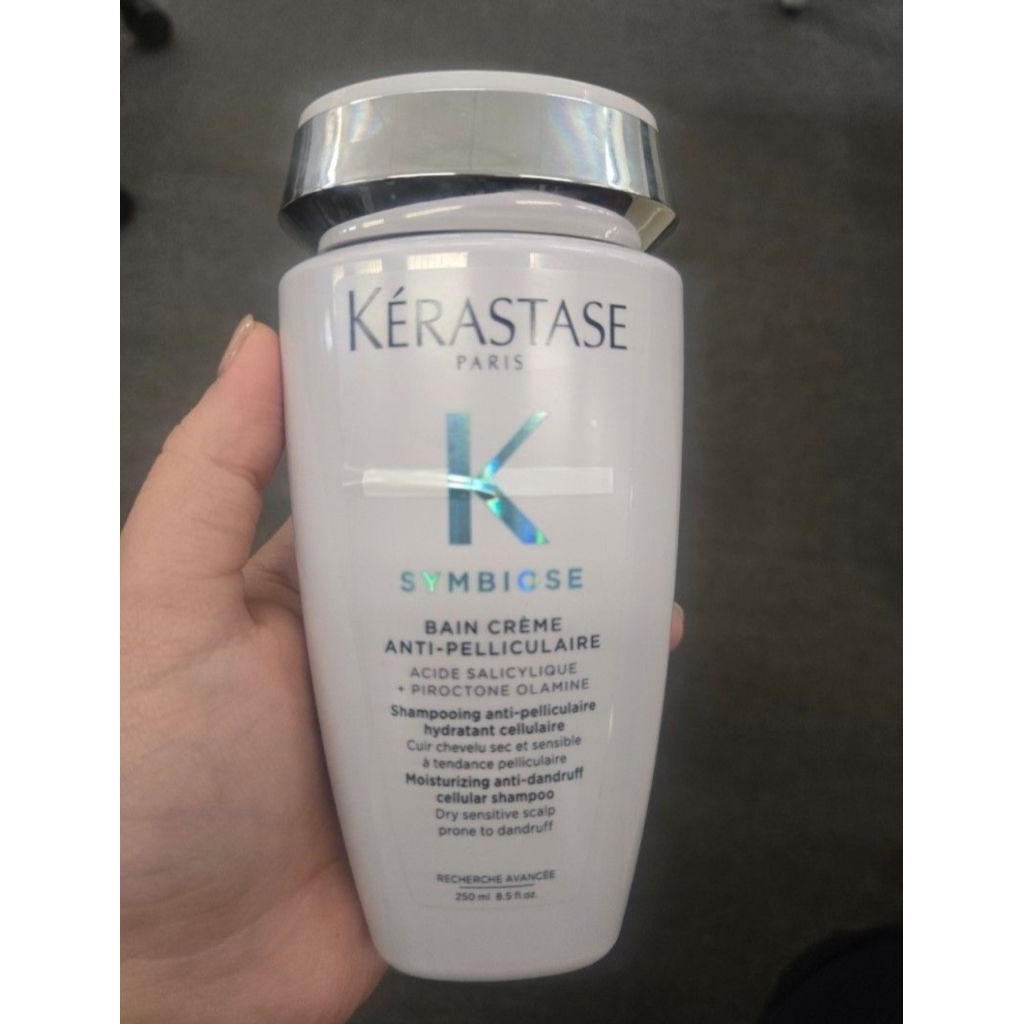 KÉRASTASE
PARIS
K
SYMBIOSE
BAIN CRÈME
ANTI-PELLICULAIRE
ACIDE SALICYLIQUE
+ PIROCTONE OLAMINE
Shampooing anti-pelliculaire
hydratant cellulaire
Cuir chevelu sec et sensible
à tendance pelliculaire
Moisturizing anti-dandruff
cellular shampoo
Dry sensitive scalp
prone to dandruff
RECHERCHE AVANCÉE
250 ml 8.5 fl.oz.